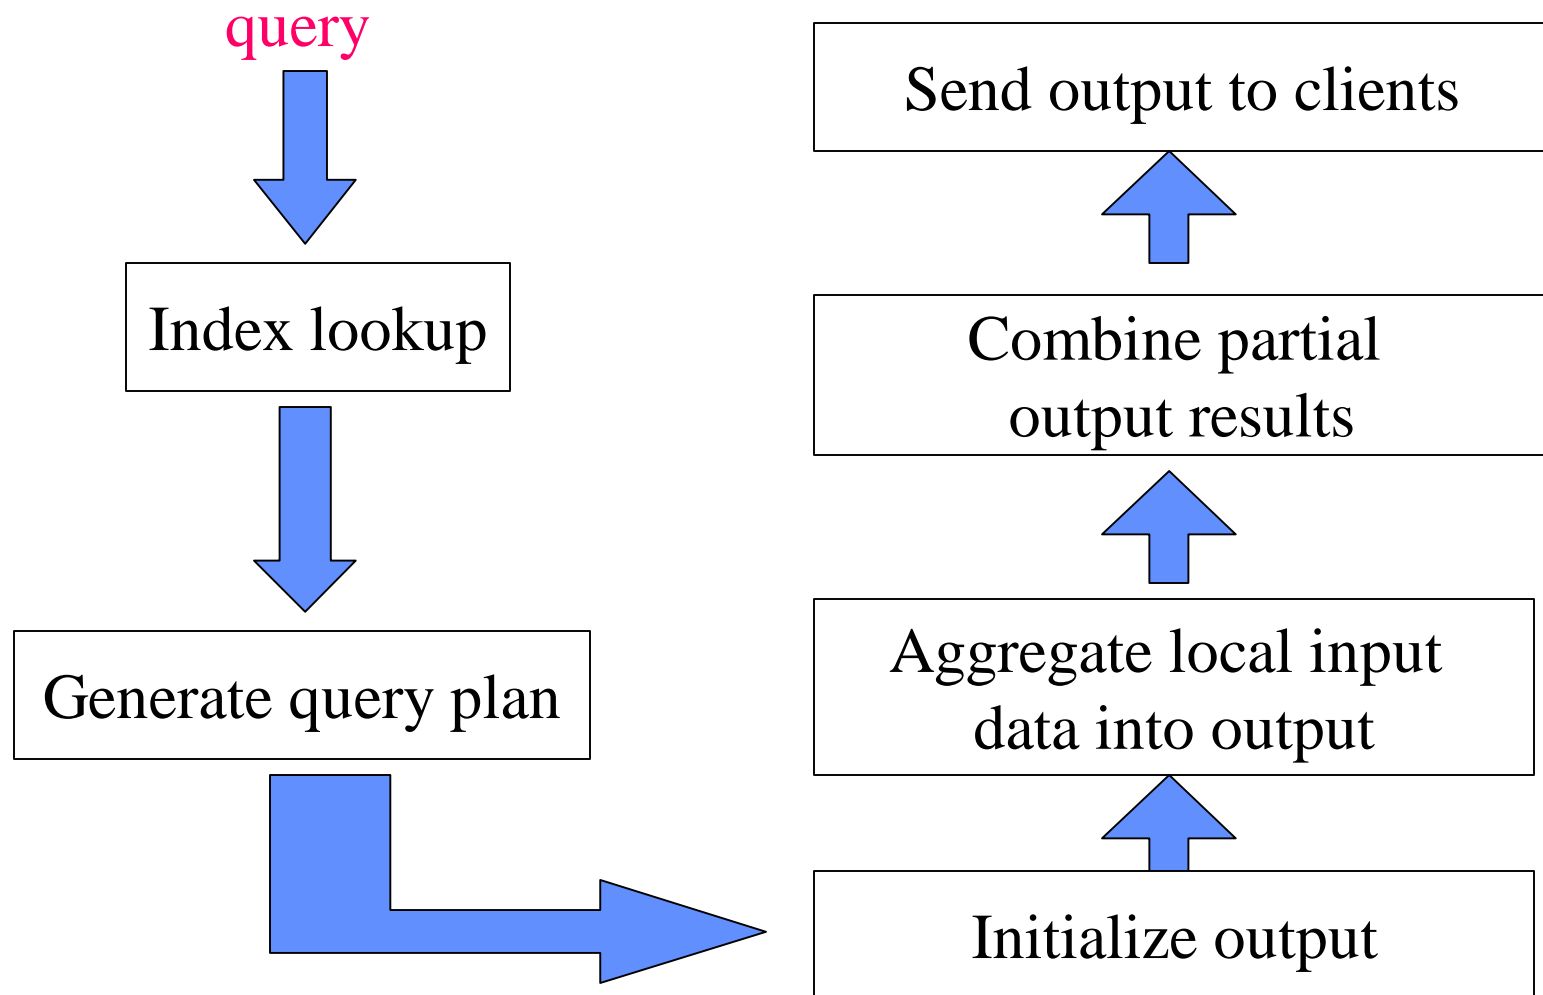 query
Index lookup
Generate query plan
Initialize output
Aggregate local input
data into output
Combine partial
output results
Send output to clients